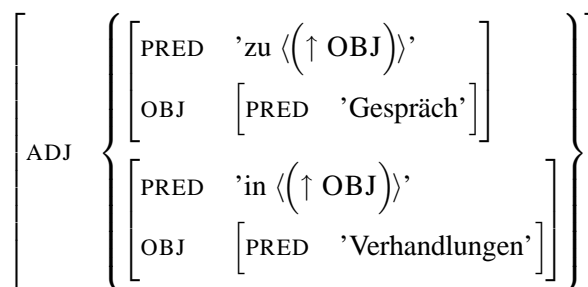 PRED ’zu ⟨(↑ OBJ)⟩’
OBJ [PRED ’Gespräch’]
ADJ
PRED ’in ⟨(↑ OBJ)⟩’
OBJ [PRED ’Verhandlungen’]